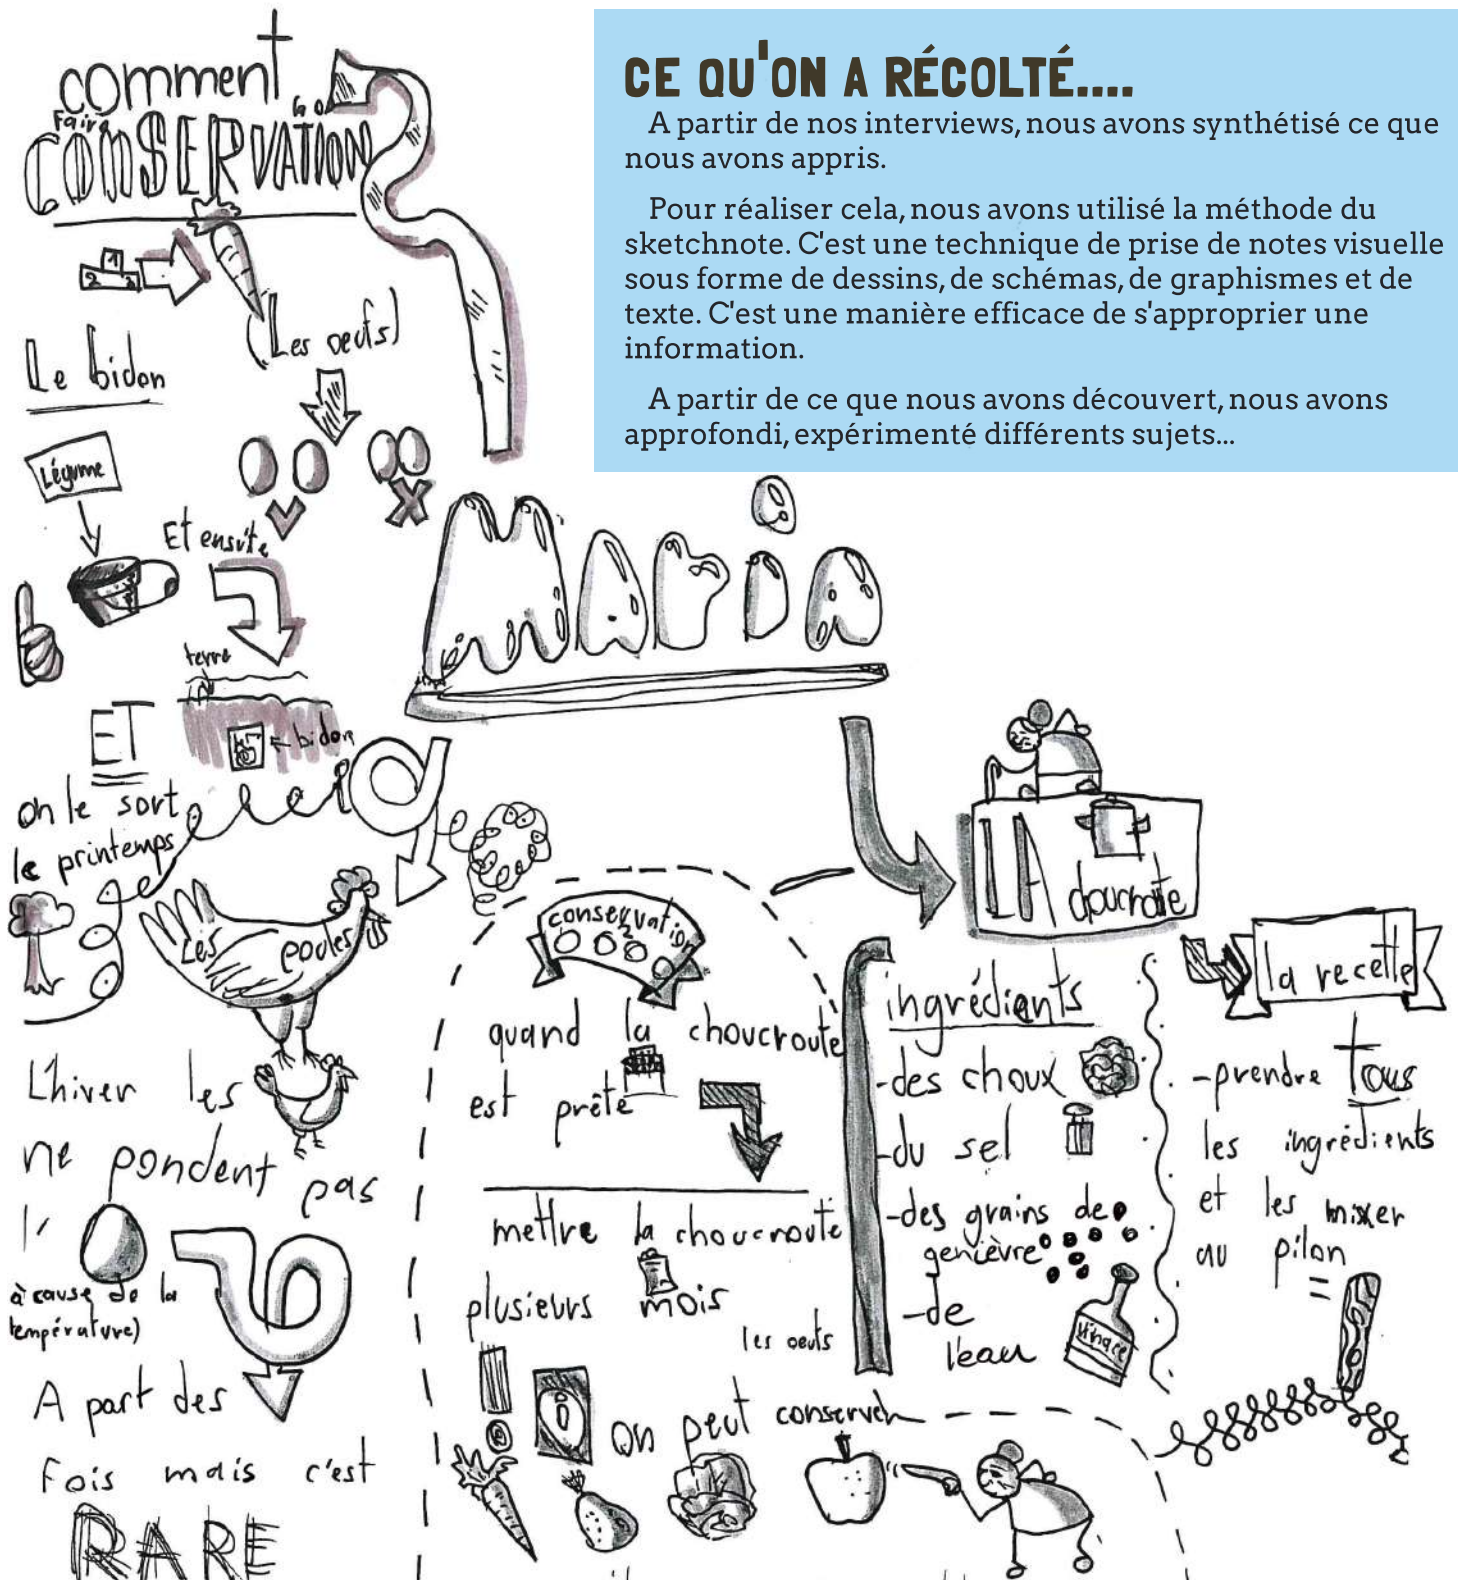 CE QU'ON A RÉCOLTÉ....
A partir de nos interviews, nous avons synthétisé ce que
nous avons appris.
Pour réaliser cela, nous avons utilisé la méthode du
sketchnote. C'est une technique de prise de notes visuelle
sous forme de dessins, de schémas, de graphismes et de
texte. C'est une manière efficace de s'approprier une
information.
A partir de ce que nous avons découvert, nous avons
approfondi, expérimenté différents sujets...
comment
Faire la
CONSERVATION
1
2 3
(Les oeufs)
Le bidon
Légume
Et ensuite
terre
bidon
ET
on le sort
le printemps
Maria
Les poules
L'hiver les
ne pondent pas
l'
à cause de la
température)
A part des
Fois mais c'est
RARE
conservation
quand la choucroute
est prête
mettre la choucroute
plusieurs mois
les oeufs
on peut conserver
LA
choucroute
ingrédients
-des choux
-du sel
-des grains de
genièvre
-de
l'eau
la recette
-prendre tous
les ingrédients
et les mixer
au pilon